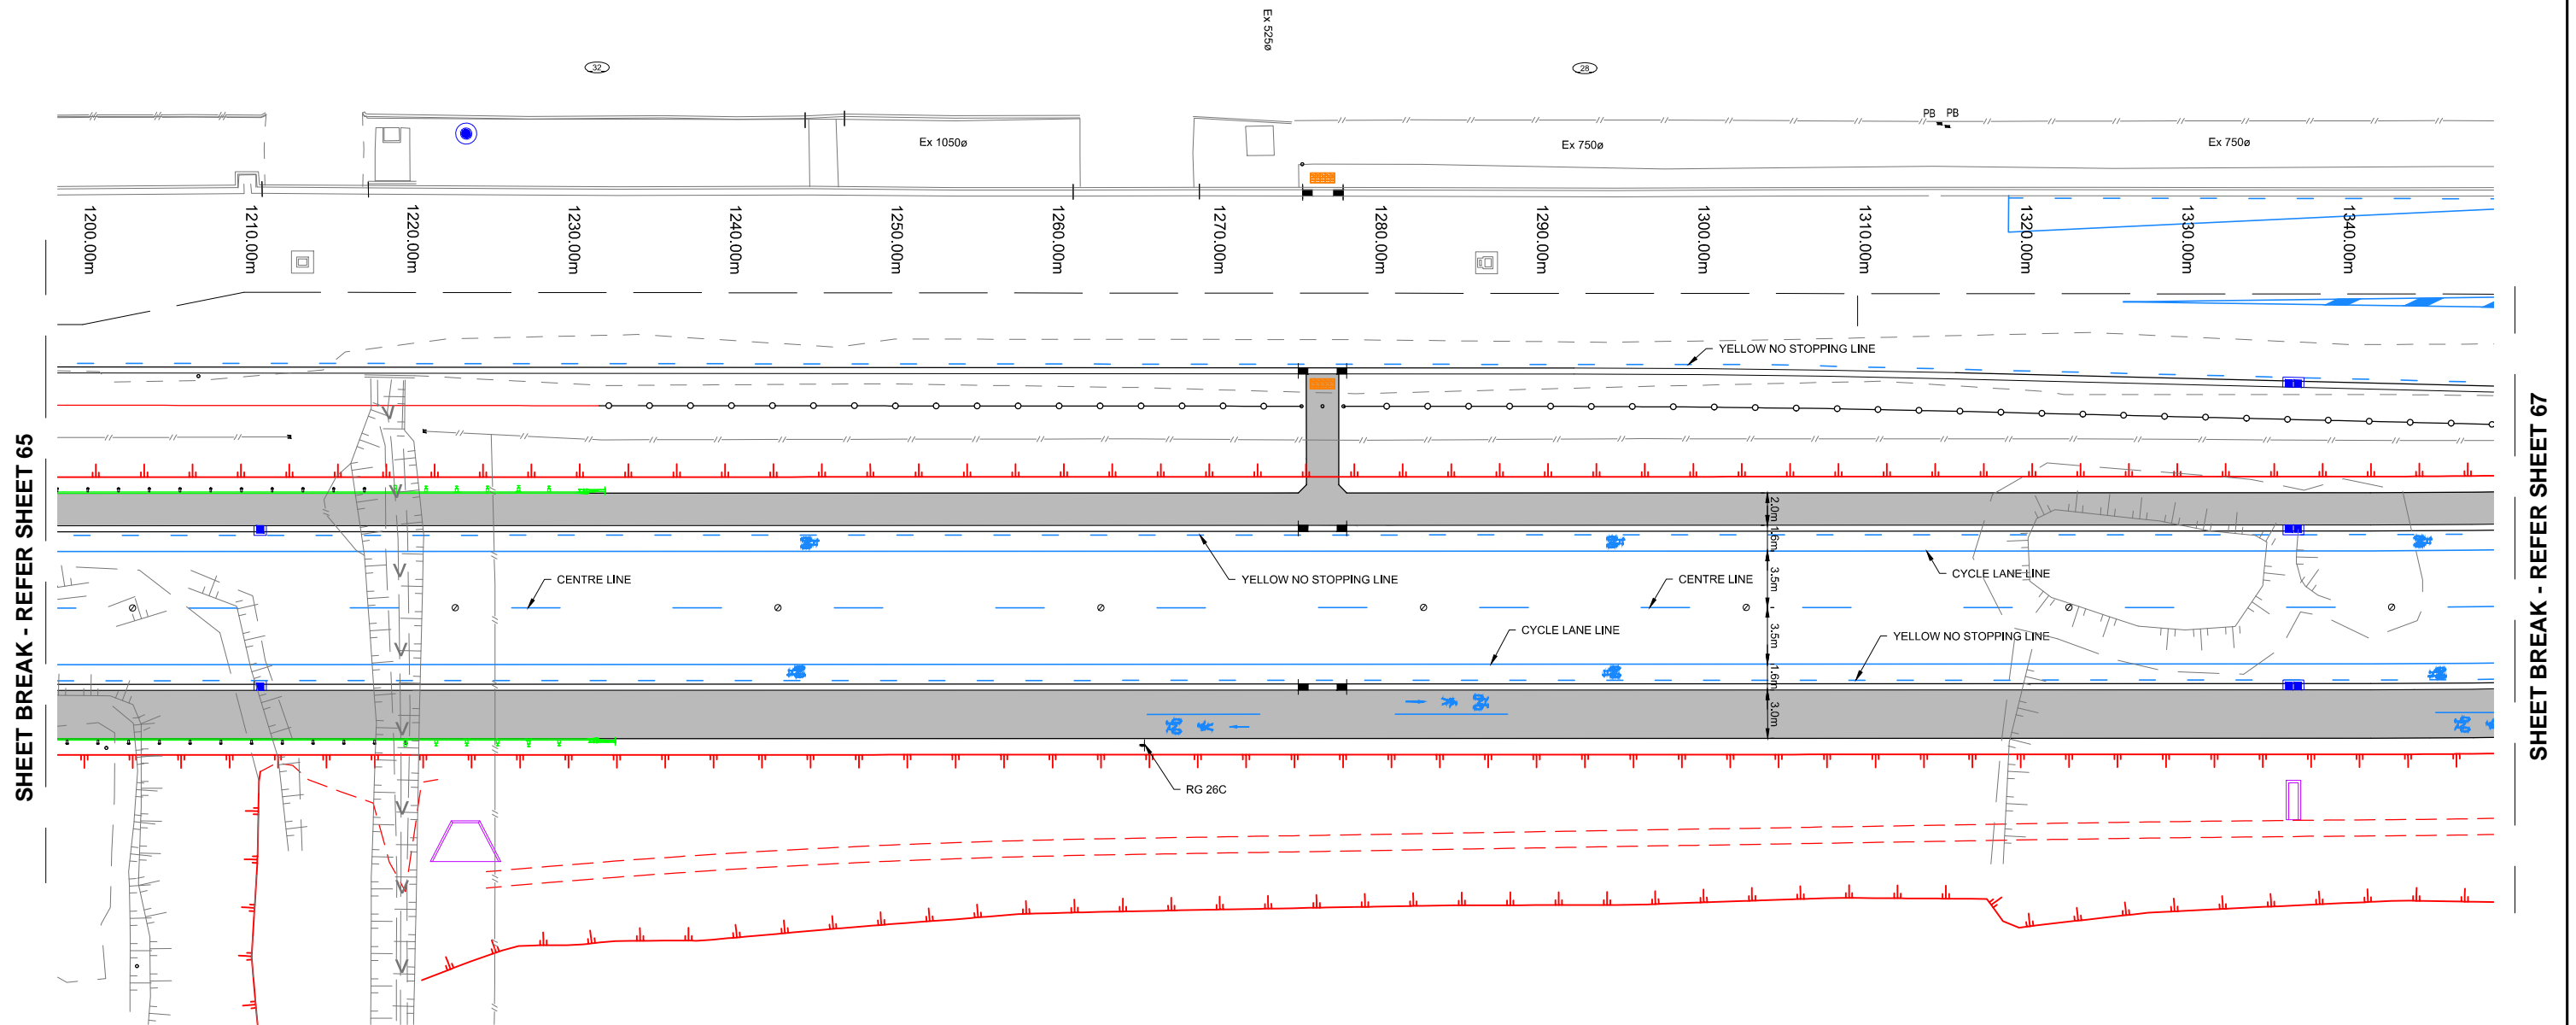 Ex 525ø
32
28
PB PB
Ex 1050ø
Ex 750ø
Ex 750ø
1200.00m
1210.00m
1220.00m
1230.00m
1240.00m
1250.00m
1260.00m
1270.00m
1280.00m
1290.00m
1300.00m
1310.00m
1320.00m
1330.00m
1340.00m
YELLOW NO STOPPING LINE
SHEET BREAK - REFER SHEET 65
SHEET BREAK - REFER SHEET 67
2.0m
1.6m
3.5m
3.5m
1.6m
3.0m
CENTRE LINE
YELLOW NO STOPPING LINE
CENTRE LINE
CYCLE LANE LINE
CYCLE LANE LINE
YELLOW NO STOPPING LINE
RG 26C